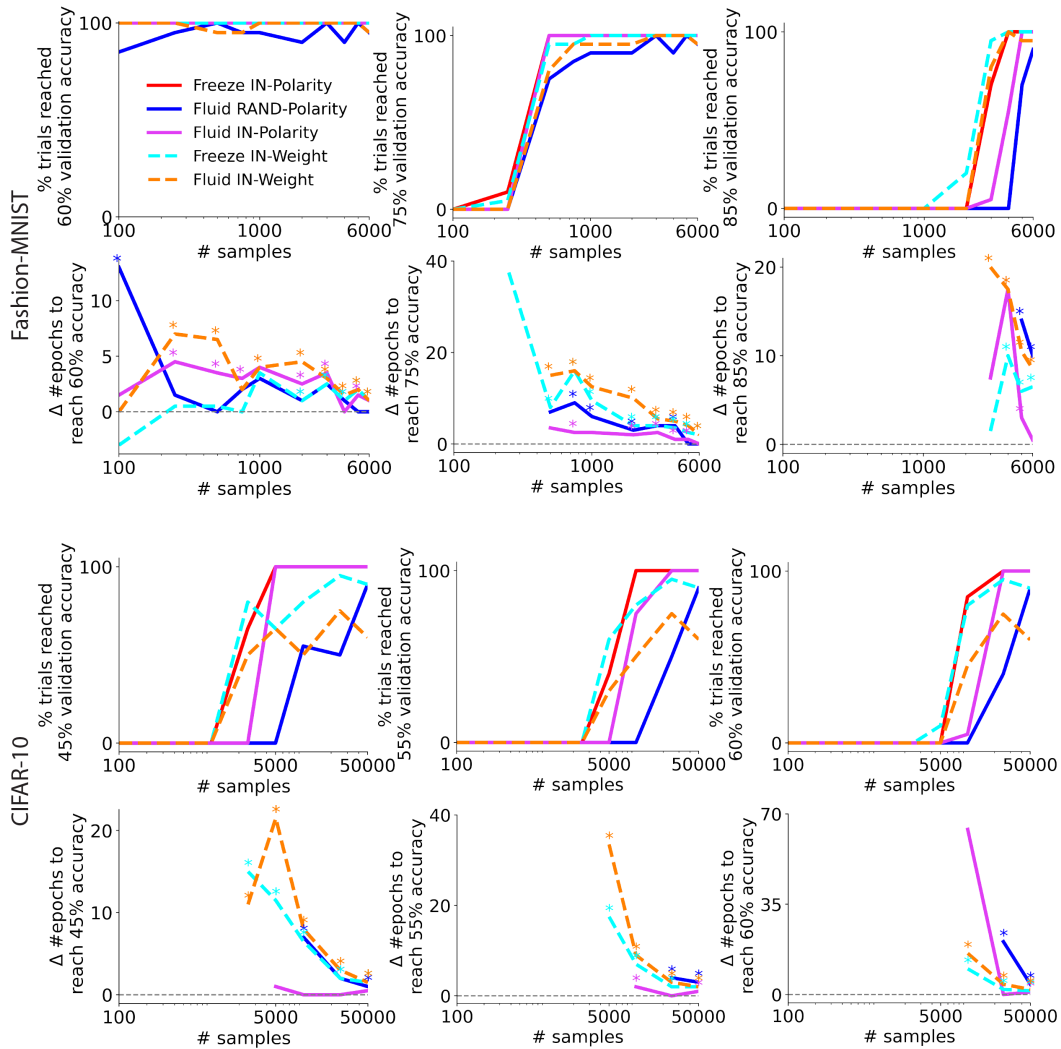 Fashion-MNIST
% trials reached
60% validation accuracy
100
0
Freeze IN-Polarity
Fluid RAND-Polarity
Fluid IN-Polarity
Freeze IN-Weight
Fluid IN-Weight
100
1000
6000
# samples
% trials reached
75% validation accuracy
100
0
100
1000
6000
# samples
% trials reached
85% validation accuracy
100
0
100
1000
6000
# samples
Δ #epochs to
reach 60% accuracy
10
5
0
100
1000
6000
# samples
Δ #epochs to
reach 75% accuracy
40
20
0
100
1000
6000
# samples
Δ #epochs to
reach 85% accuracy
20
10
0
100
1000
6000
# samples
CIFAR-10
% trials reached
45% validation accuracy
100
0
100
5000
50000
# samples
% trials reached
55% validation accuracy
100
0
100
5000
50000
# samples
% trials reached
60% validation accuracy
100
0
100
5000
50000
# samples
Δ #epochs to
reach 45% accuracy
20
10
0
100
5000
50000
# samples
Δ #epochs to
reach 55% accuracy
40
20
0
100
5000
50000
# samples
Δ #epochs to
reach 60% accuracy
70
35
0
100
5000
50000
# samples